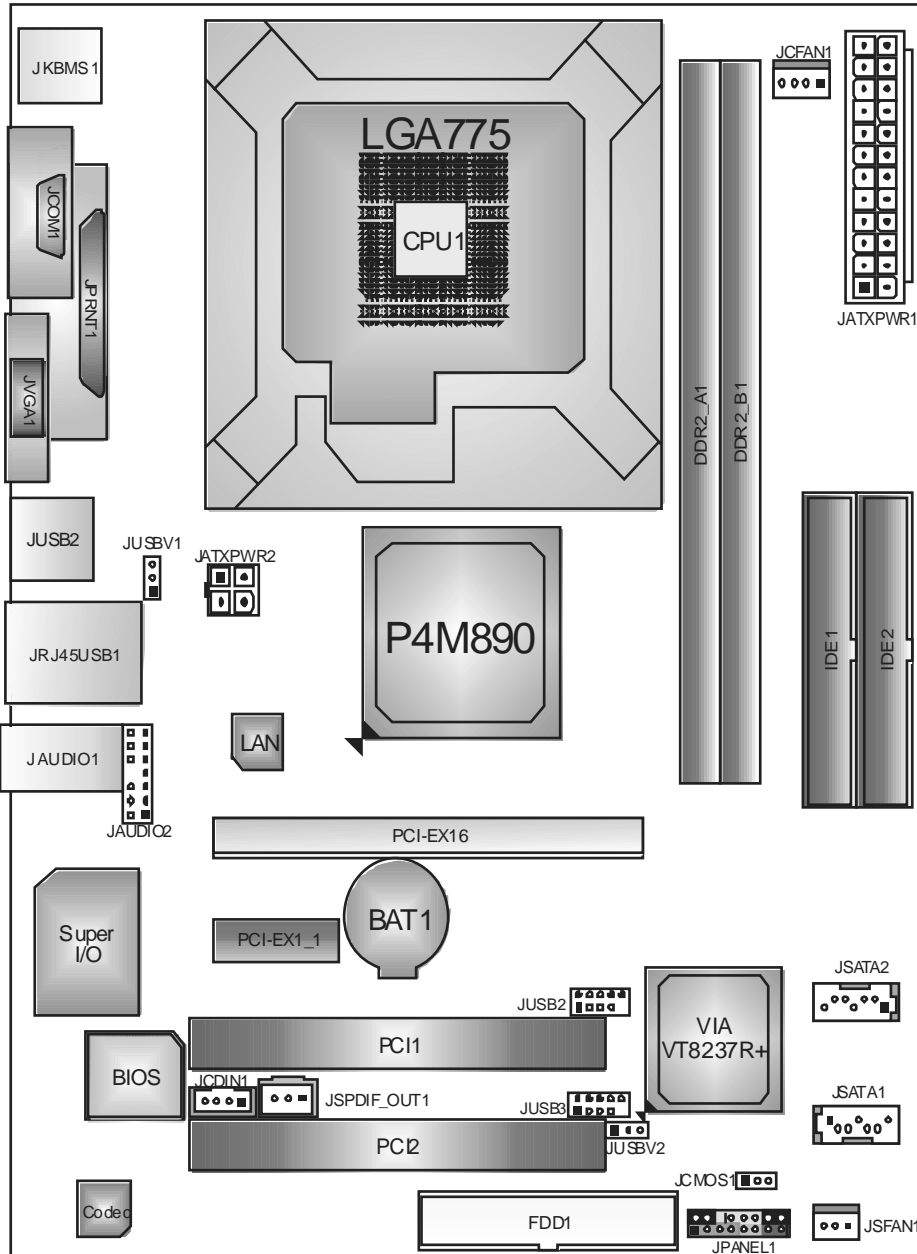 JKBMS1
JCFAN1
LGA775
CPU1
JCOM1
JPRNT1
JVGA1
JATXPWR1
DDR2_A1
DDR2_B1
JUSB2
JUSBV1
JATXPWR2
P4M890
IDE1
IDE2
JRJ45USB1
LAN
JAUDIO1
JAUDIO2
PCI-EX16
BAT1
Super
I/O
PCI-EX1_1
JUSB2
JSATA2
VIA
VT8237R+
PCI1
BIOS
JCDIN1
JSPDIF_OUT1
JUSB3
JSATA1
PCI2
JUSBV2
JCMOS1
Codec
FDD1
JPANEL1
JSFAN1